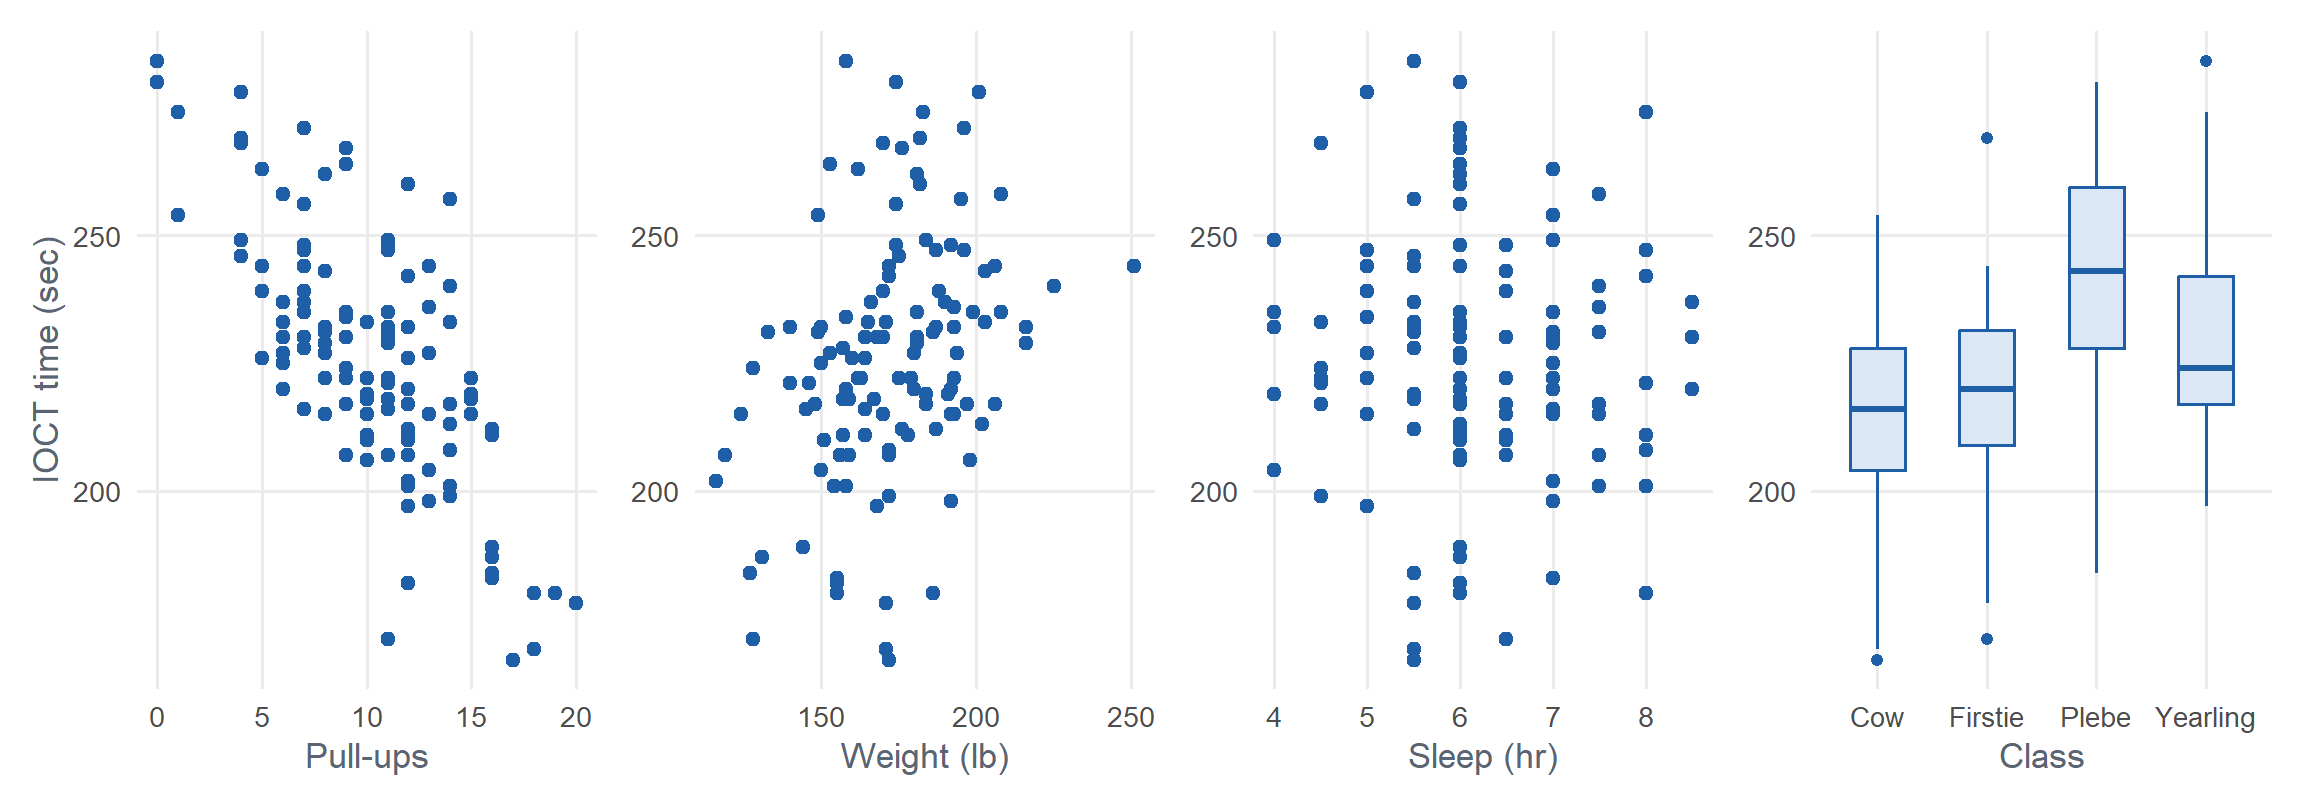 IOCT time (sec)
250
200
0 5 10 15 20
Pull-ups
250
200
150 200 250
Weight (lb)
250
200
4 5 6 7 8
Sleep (hr)
250
200
Cow Firstie Plebe Yearling
Class